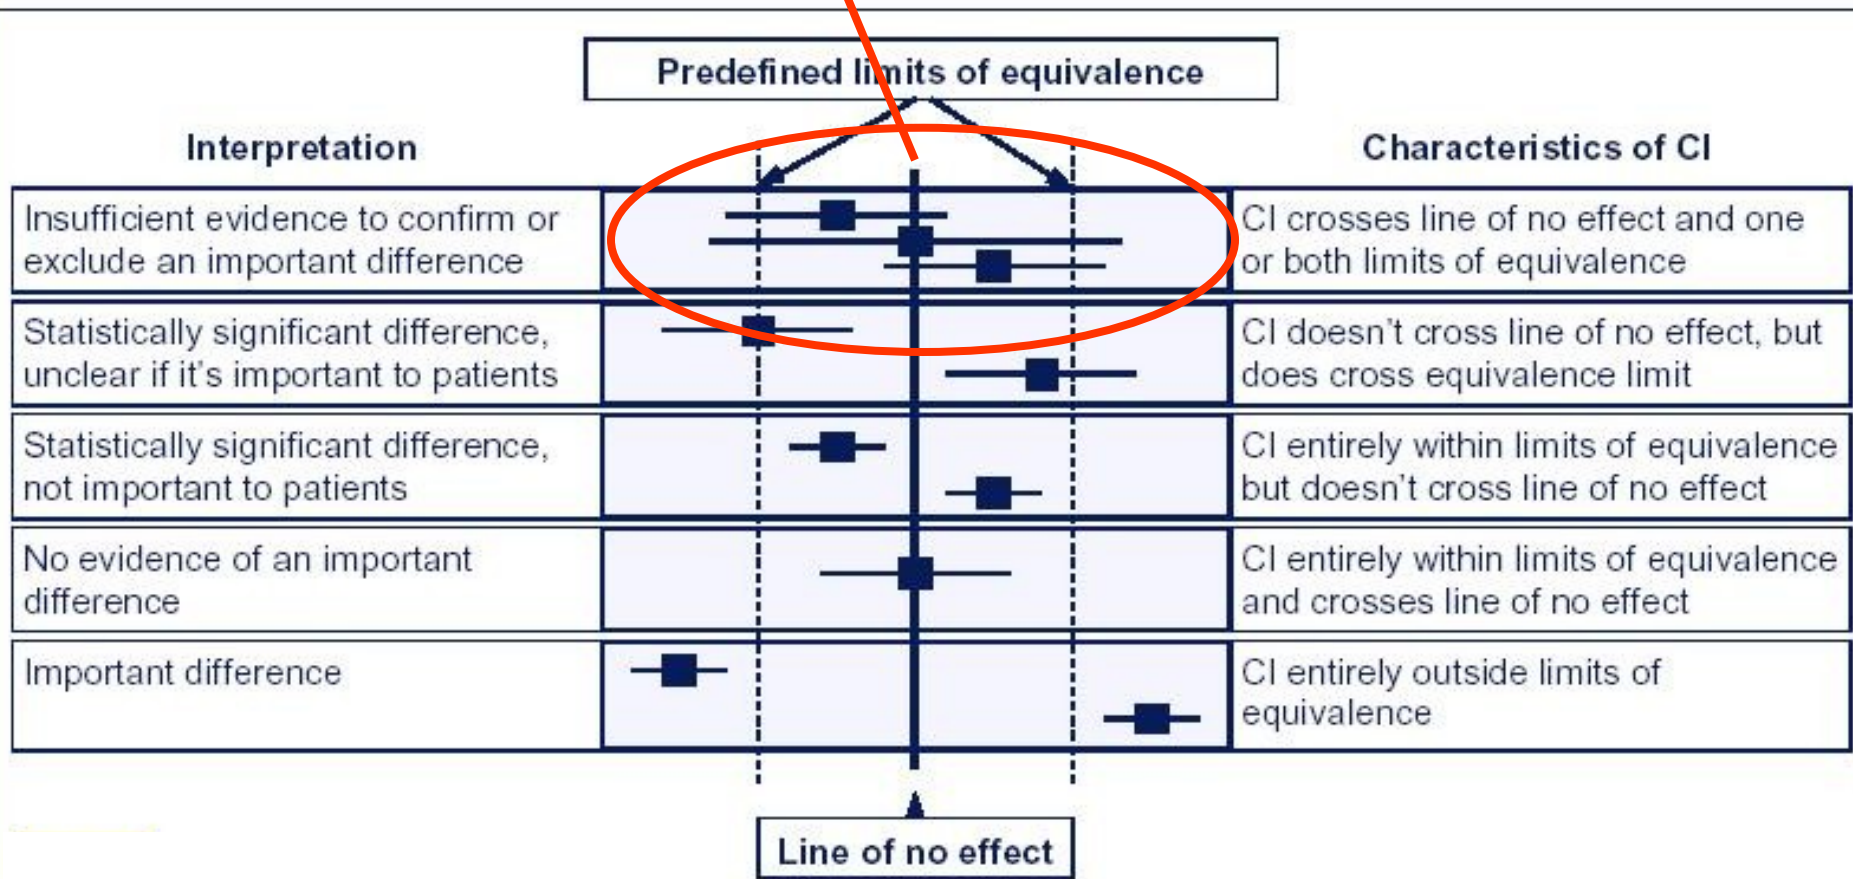 Predefined limits of equivalence
Interpretation
Characteristics of CI
Insufficient evidence to confirm or
exclude an important difference
CI crosses line of no effect and one
or both limits of equivalence
Statistically significant difference,
unclear if it's important to patients
CI doesn't cross line of no effect, but
does cross equivalence limit
Statistically significant difference,
not important to patients
CI entirely within limits of equivalence
but doesn't cross line of no effect
No evidence of an important
difference
CI entirely within limits of equivalence
and crosses line of no effect
Important difference
CI entirely outside limits of
equivalence
Line of no effect